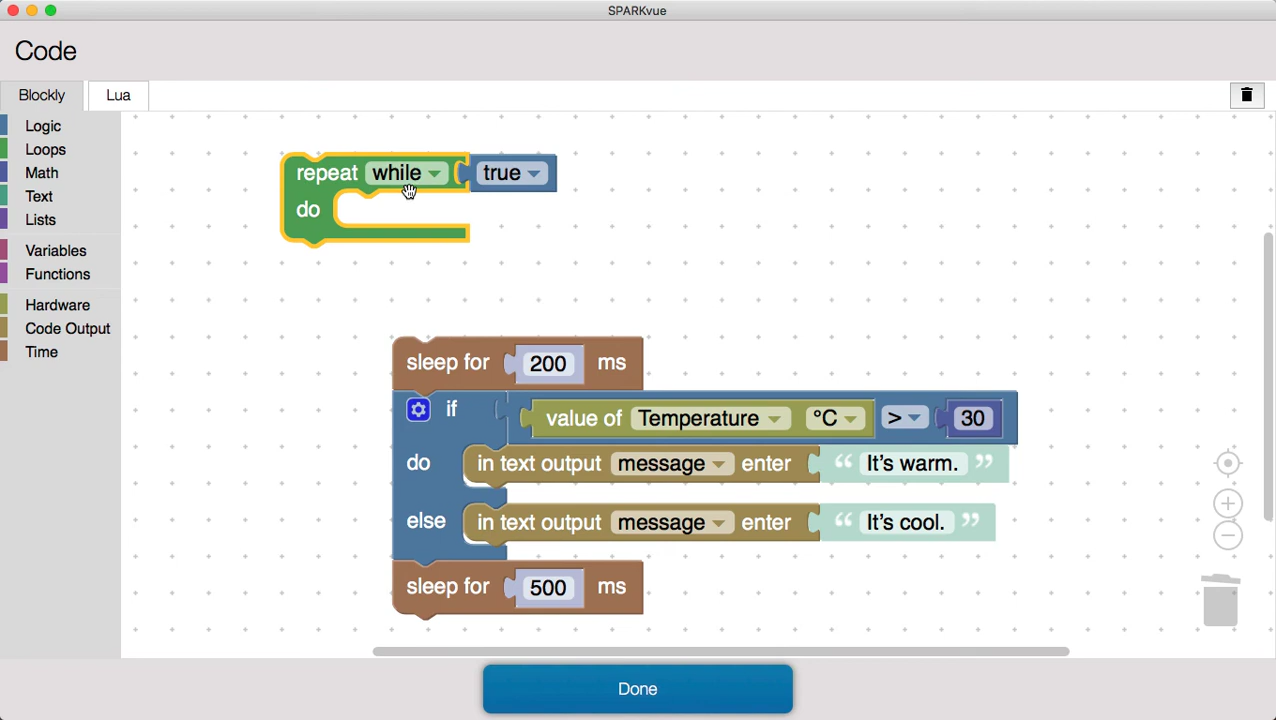 SPARKvue
Code
Blockly Lua
Logic
Loops
Math
Text
Lists
Variables
Functions
Hardware
Code Output
Time
repeat while true
do
sleep for 200 ms
if value of Temperature °C > 30
do in text output message enter “ It’s warm. ”
else in text output message enter “ It’s cool. ”
sleep for 500 ms
Done